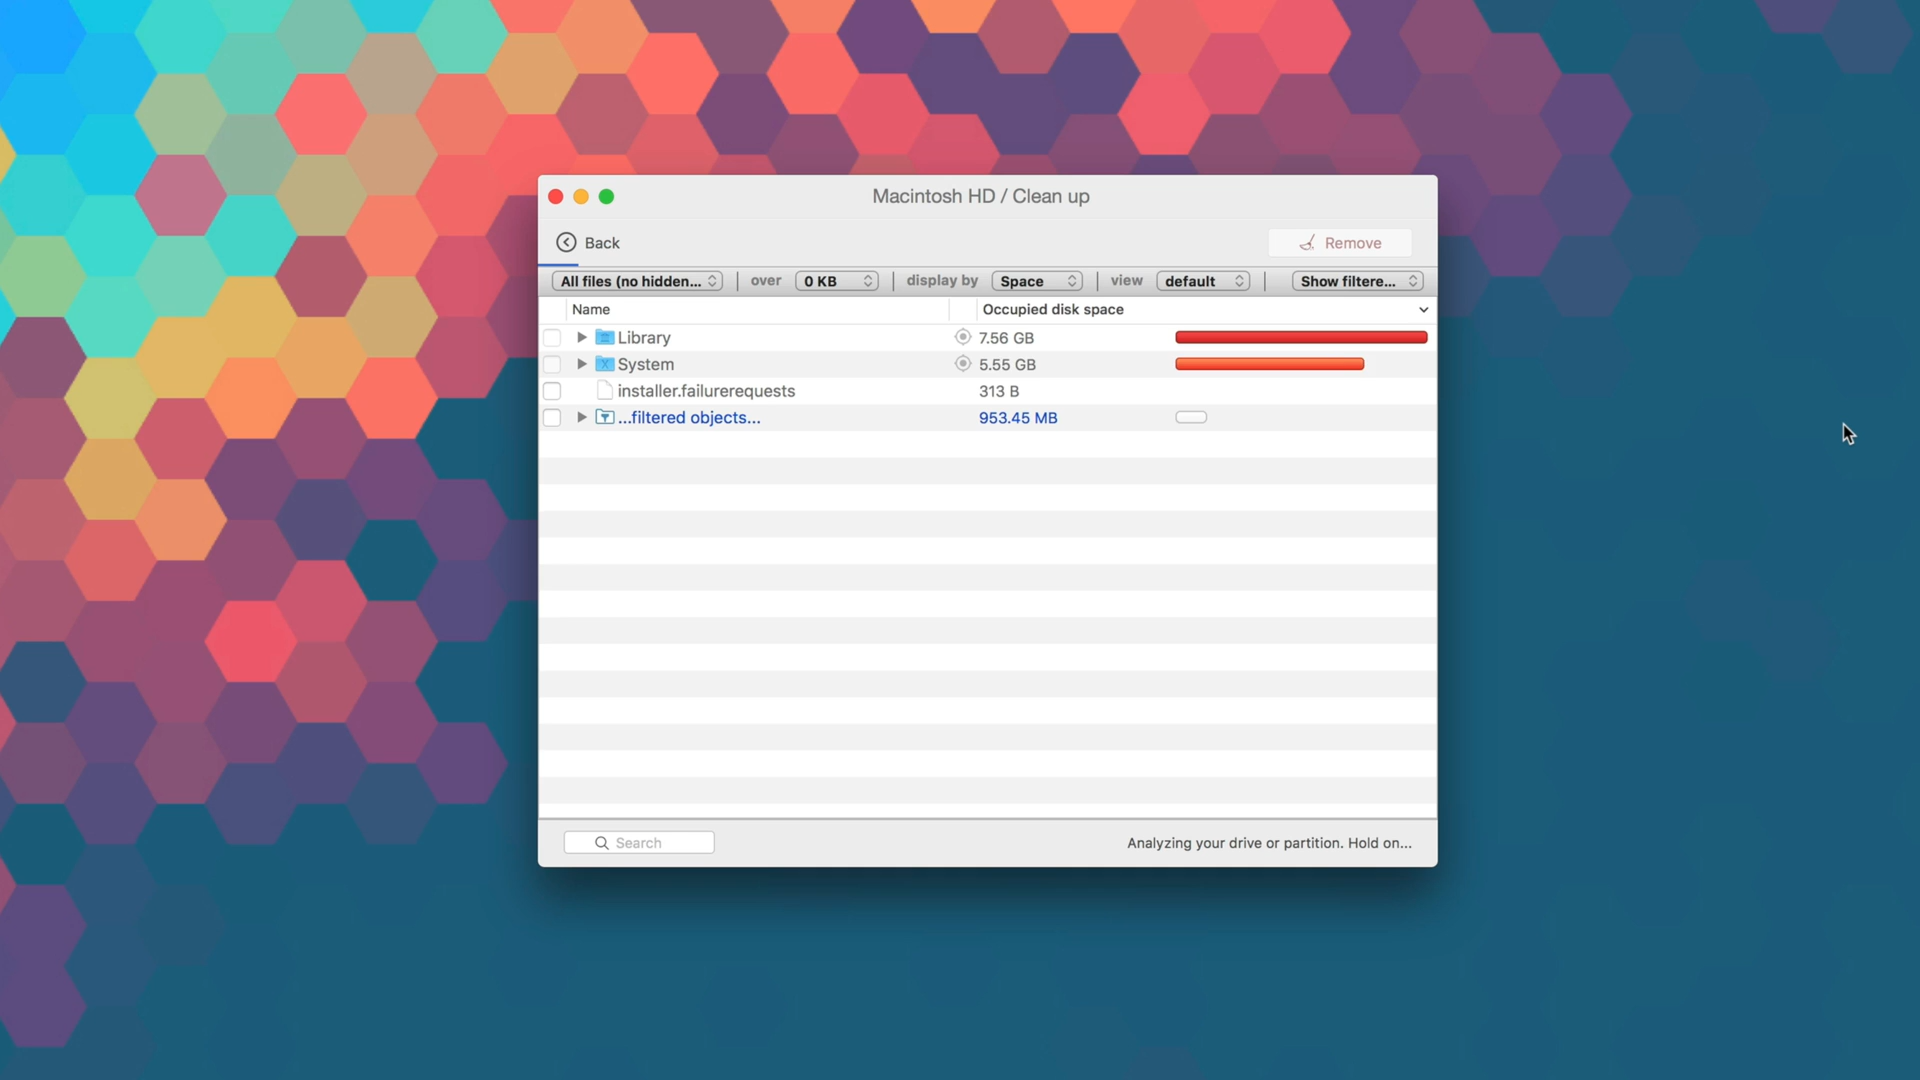 Macintosh HD / Clean up
Back
Remove
All files (no hidden... over 0 KB display by Space view default Show filtere...
Name Occupied disk space
Library 7.56 GB
System 5.55 GB
installer.failurerequests 313 B
...filtered objects... 953.45 MB
Search
Analyzing your drive or partition. Hold on...